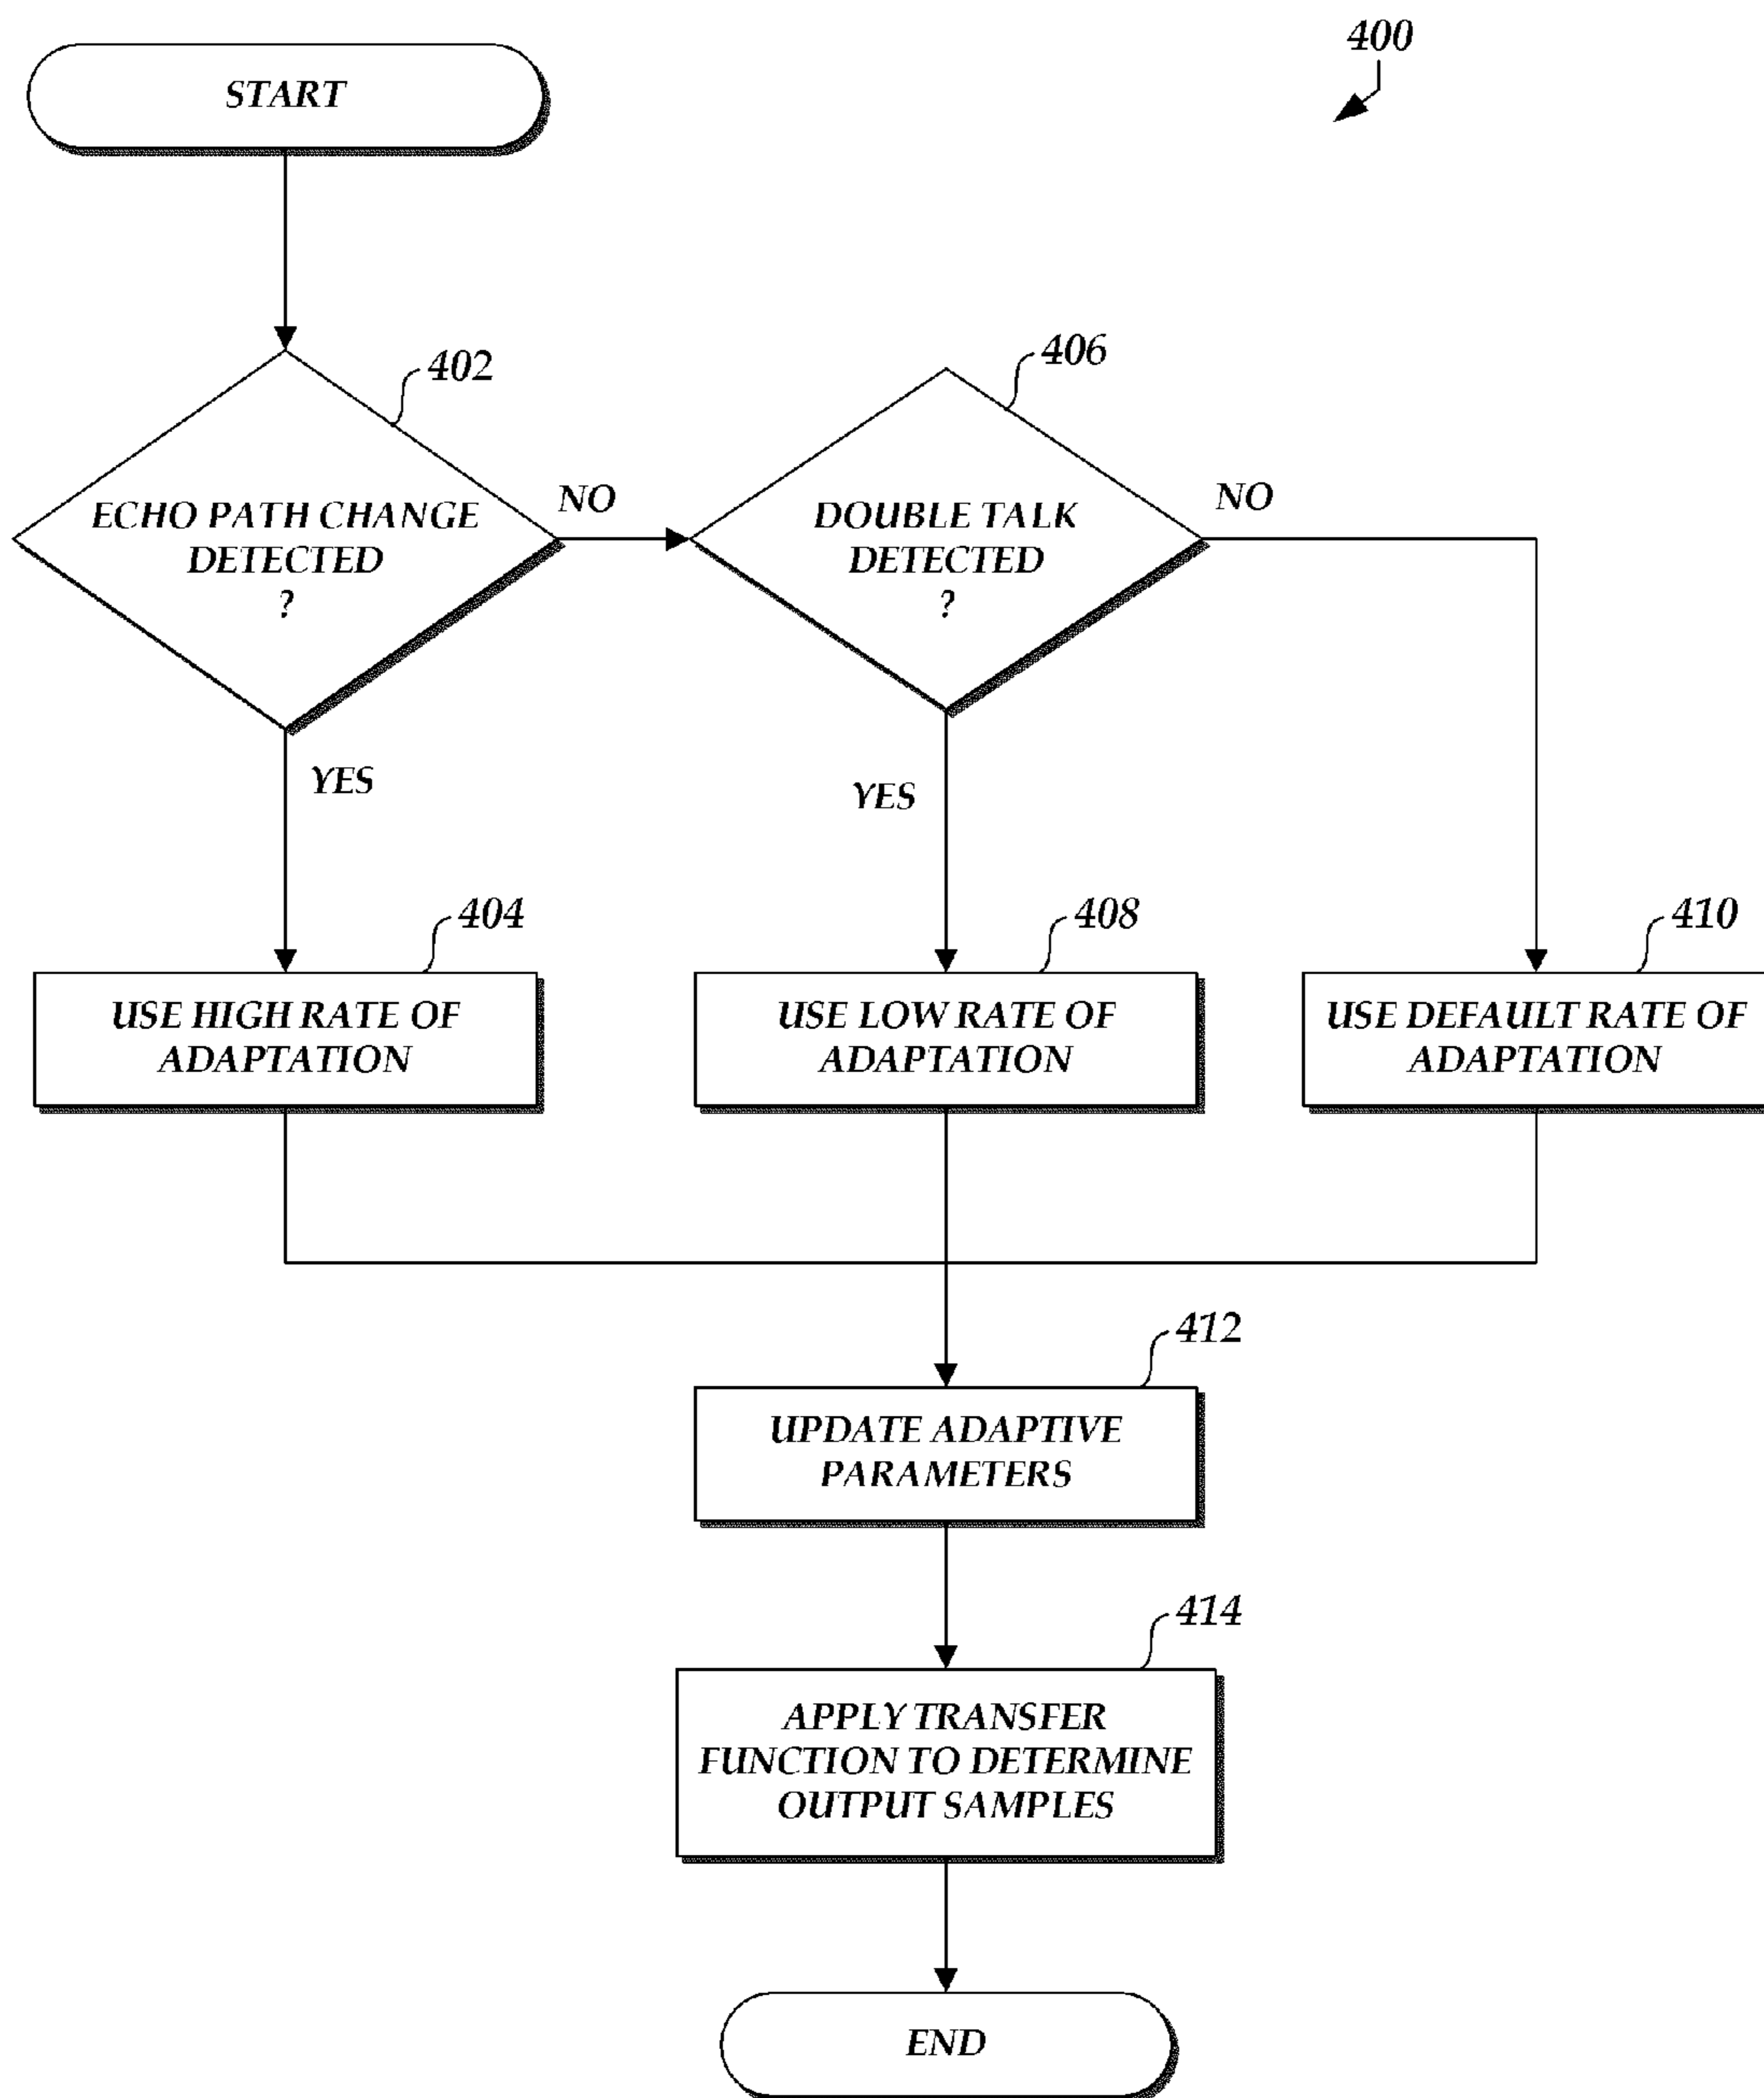 400
START
402
ECHO PATH CHANGE
DETECTED
?
NO
406
DOUBLE TALK
DETECTED
?
NO
YES
YES
404
USE HIGH RATE OF
ADAPTATION
408
USE LOW RATE OF
ADAPTATION
410
USE DEFAULT RATE OF
ADAPTATION
412
UPDATE ADAPTIVE
PARAMETERS
414
APPLY TRANSFER
FUNCTION TO DETERMINE
OUTPUT SAMPLES
END